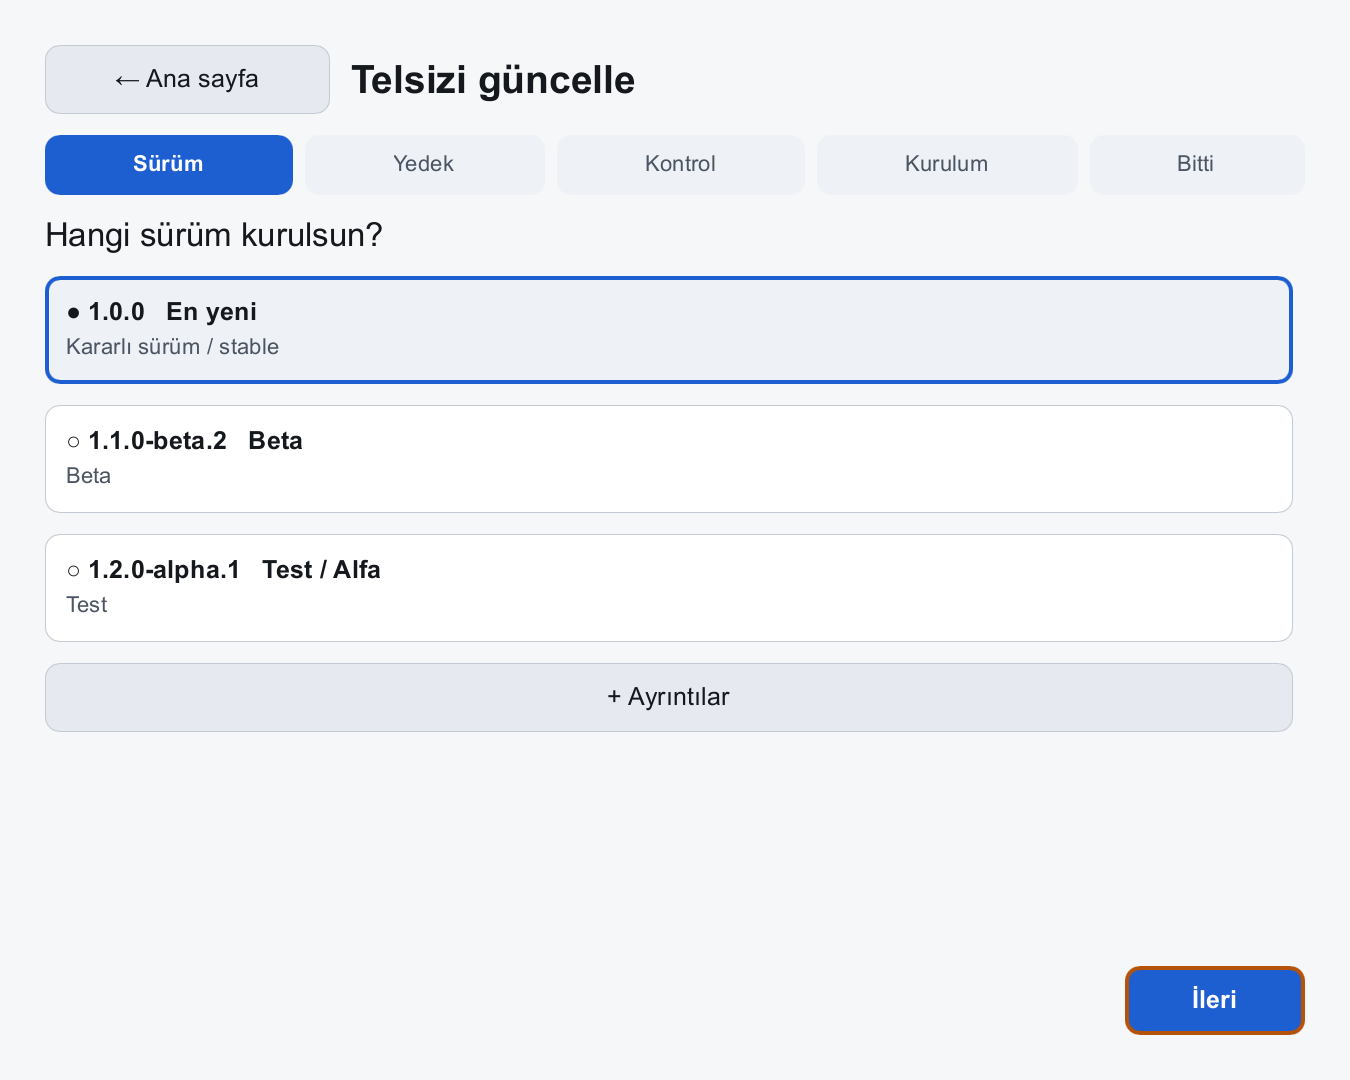 ← Ana sayfa
Telsizi güncelle
Sürüm
Yedek
Kontrol
Kurulum
Bitti
Hangi sürüm kurulsun?
● 1.0.0 En yeni
Kararlı sürüm / stable
○ 1.1.0-beta.2 Beta
Beta
○ 1.2.0-alpha.1 Test / Alfa
Test
+ Ayrıntılar
İleri